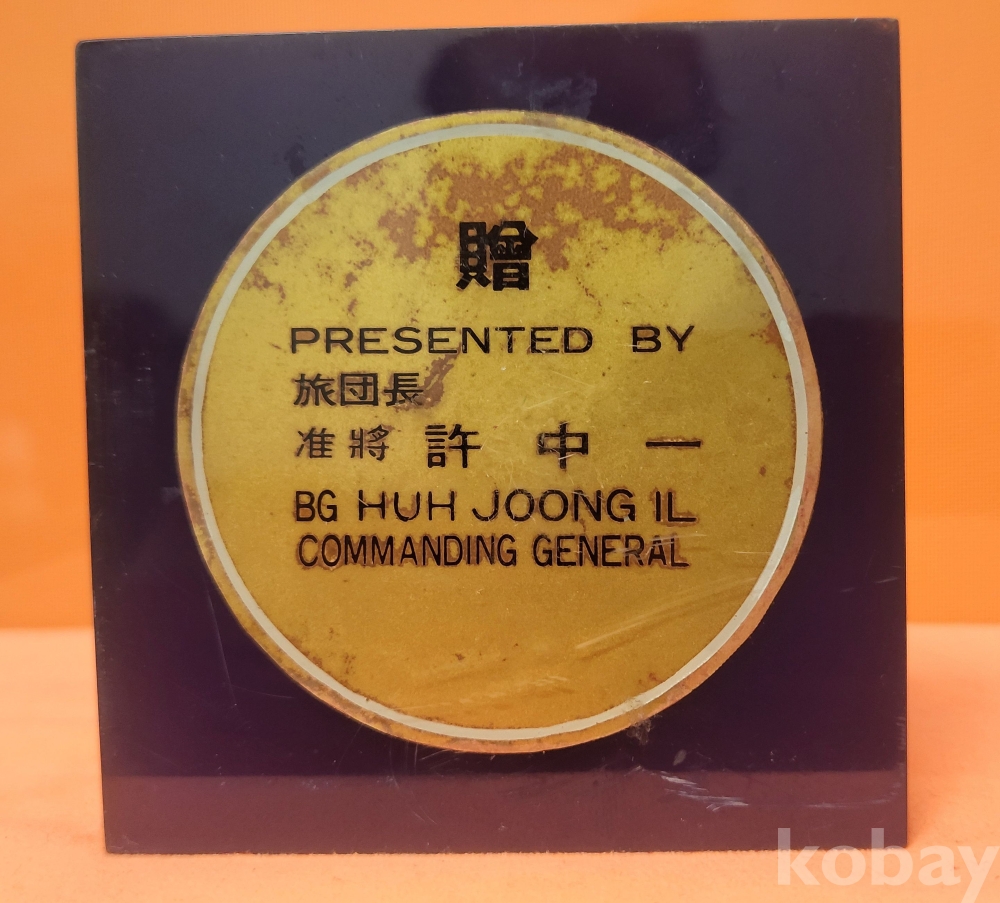 贈
PRESENTED BY
旅団長
准將 許 中 一
BG HUH JOONG IL
COMMANDING GENERAL
kobay